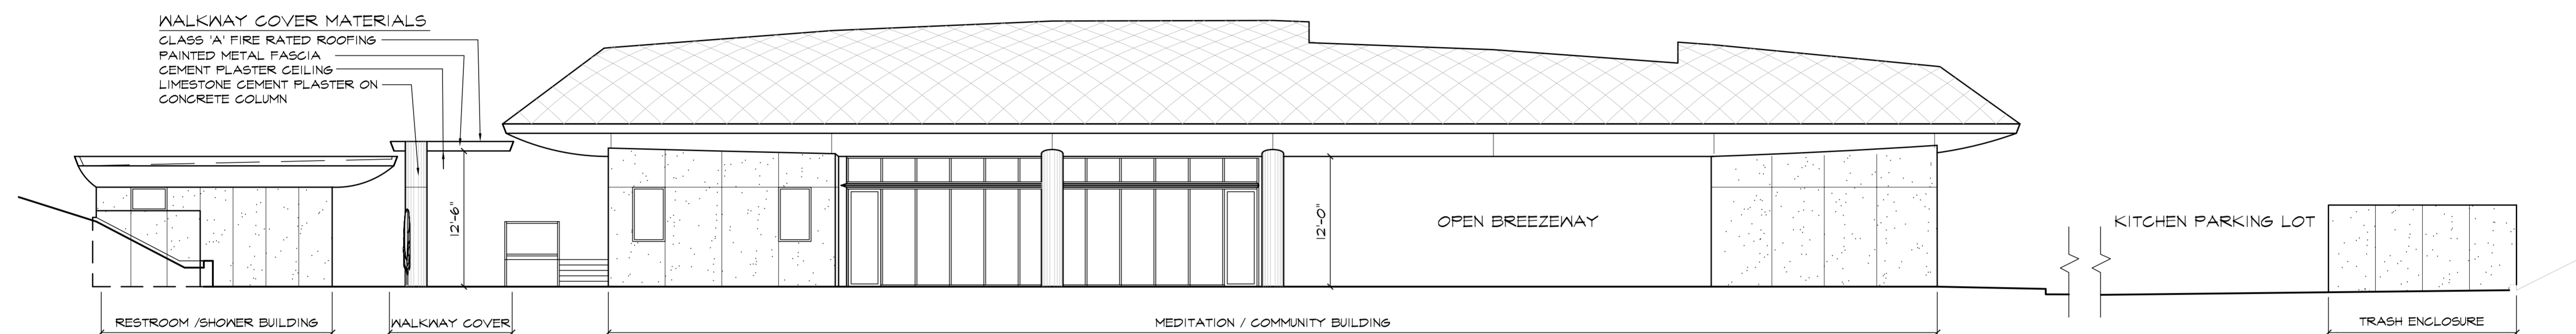 WALKWAY COVER MATERIALS
CLASS 'A' FIRE RATED ROOFING
PAINTED METAL FASCIA
CEMENT PLASTER CEILING
LIMESTONE CEMENT PLASTER ON
CONCRETE COLUMN
12'-6"
12'-0"
OPEN BREEZEWAY
KITCHEN PARKING LOT
RESTROOM /SHOWER BUILDING
WALKWAY COVER
MEDITATION / COMMUNITY BUILDING
TRASH ENCLOSURE